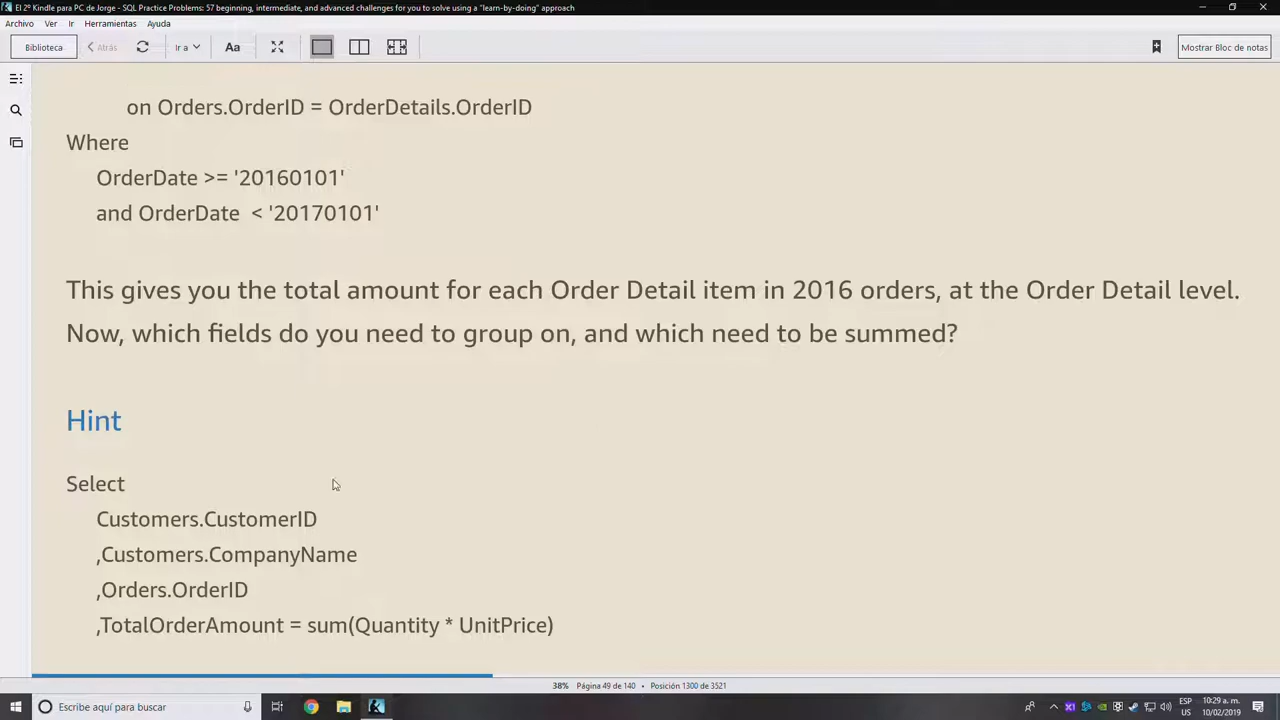 El 2º Kindle para PC de Jorge - SQL Practice Problems: 57 beginning, intermediate, and advanced challenges for you to solve using a "learn-by-doing" approach
Archivo Ver Ir Herramientas Ayuda
Biblioteca Atrás Ir a Aa Mostrar Bloc de notas
on Orders.OrderID = OrderDetails.OrderID
Where
OrderDate >= '20160101'
and OrderDate < '20170101'
This gives you the total amount for each Order Detail item in 2016 orders, at the Order Detail level.
Now, which fields do you need to group on, and which need to be summed?
Hint
Select
Customers.CustomerID
,Customers.CompanyName
,Orders.OrderID
,TotalOrderAmount = sum(Quantity * UnitPrice)
38% Página 49 de 140 • Posición 1300 de 3521
Escribe aquí para buscar
ESP 10:29 a. m.
US 10/02/2019